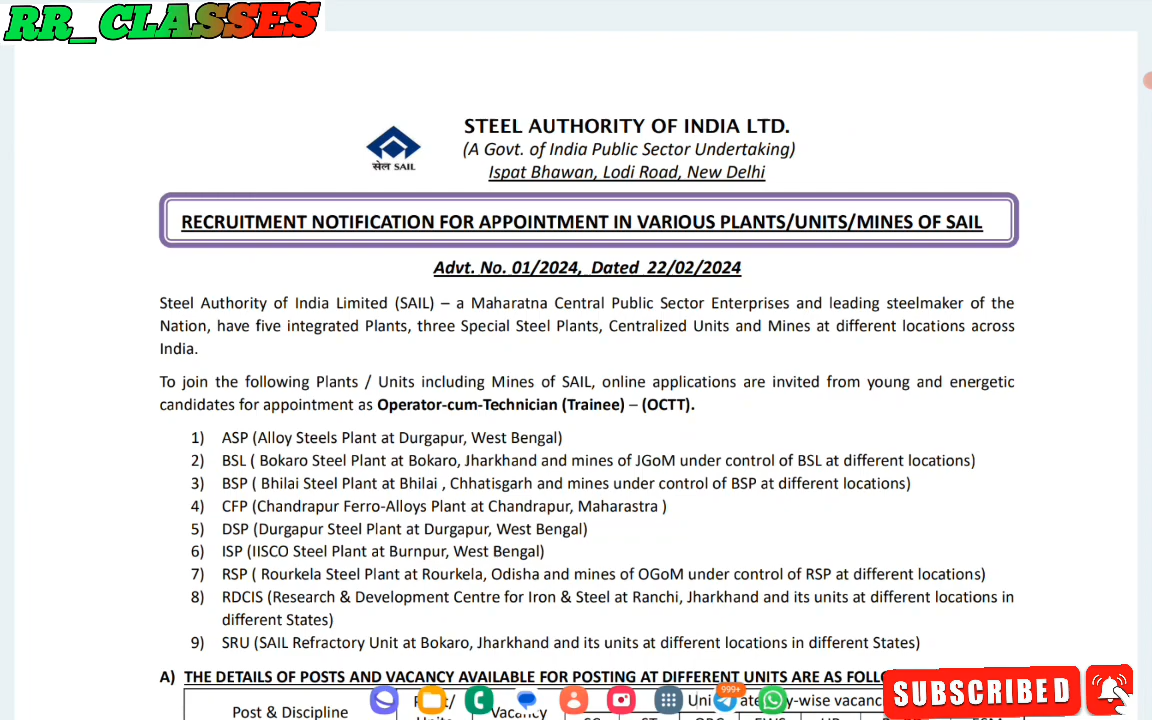 RR_CLASSES
STEEL AUTHORITY OF INDIA LTD.
(A Govt. of India Public Sector Undertaking)
सेल SAIL
Ispat Bhawan, Lodi Road, New Delhi
RECRUITMENT NOTIFICATION FOR APPOINTMENT IN VARIOUS PLANTS/UNITS/MINES OF SAIL
Advt. No. 01/2024, Dated 22/02/2024
Steel Authority of India Limited (SAIL) – a Maharatna Central Public Sector Enterprises and leading steelmaker of the
Nation, have five integrated Plants, three Special Steel Plants, Centralized Units and Mines at different locations across
India.
To join the following Plants / Units including Mines of SAIL, online applications are invited from young and energetic
candidates for appointment as Operator-cum-Technician (Trainee) – (OCTT).
1) ASP (Alloy Steels Plant at Durgapur, West Bengal)
2) BSL ( Bokaro Steel Plant at Bokaro, Jharkhand and mines of JGoM under control of BSL at different locations)
3) BSP ( Bhilai Steel Plant at Bhilai , Chhatisgarh and mines under control of BSP at different locations)
4) CFP (Chandrapur Ferro-Alloys Plant at Chandrapur, Maharastra )
5) DSP (Durgapur Steel Plant at Durgapur, West Bengal)
6) ISP (IISCO Steel Plant at Burnpur, West Bengal)
7) RSP ( Rourkela Steel Plant at Rourkela, Odisha and mines of OGoM under control of RSP at different locations)
8) RDCIS (Research & Development Centre for Iron & Steel at Ranchi, Jharkhand and its units at different locations in
different States)
9) SRU (SAIL Refractory Unit at Bokaro, Jharkhand and its units at different locations in different States)
A) THE DETAILS OF POSTS AND VACANCY AVAILABLE FOR POSTING AT DIFFERENT UNITS ARE AS
SUBSCRIBED
999+
Post & Discipline
Vacancy